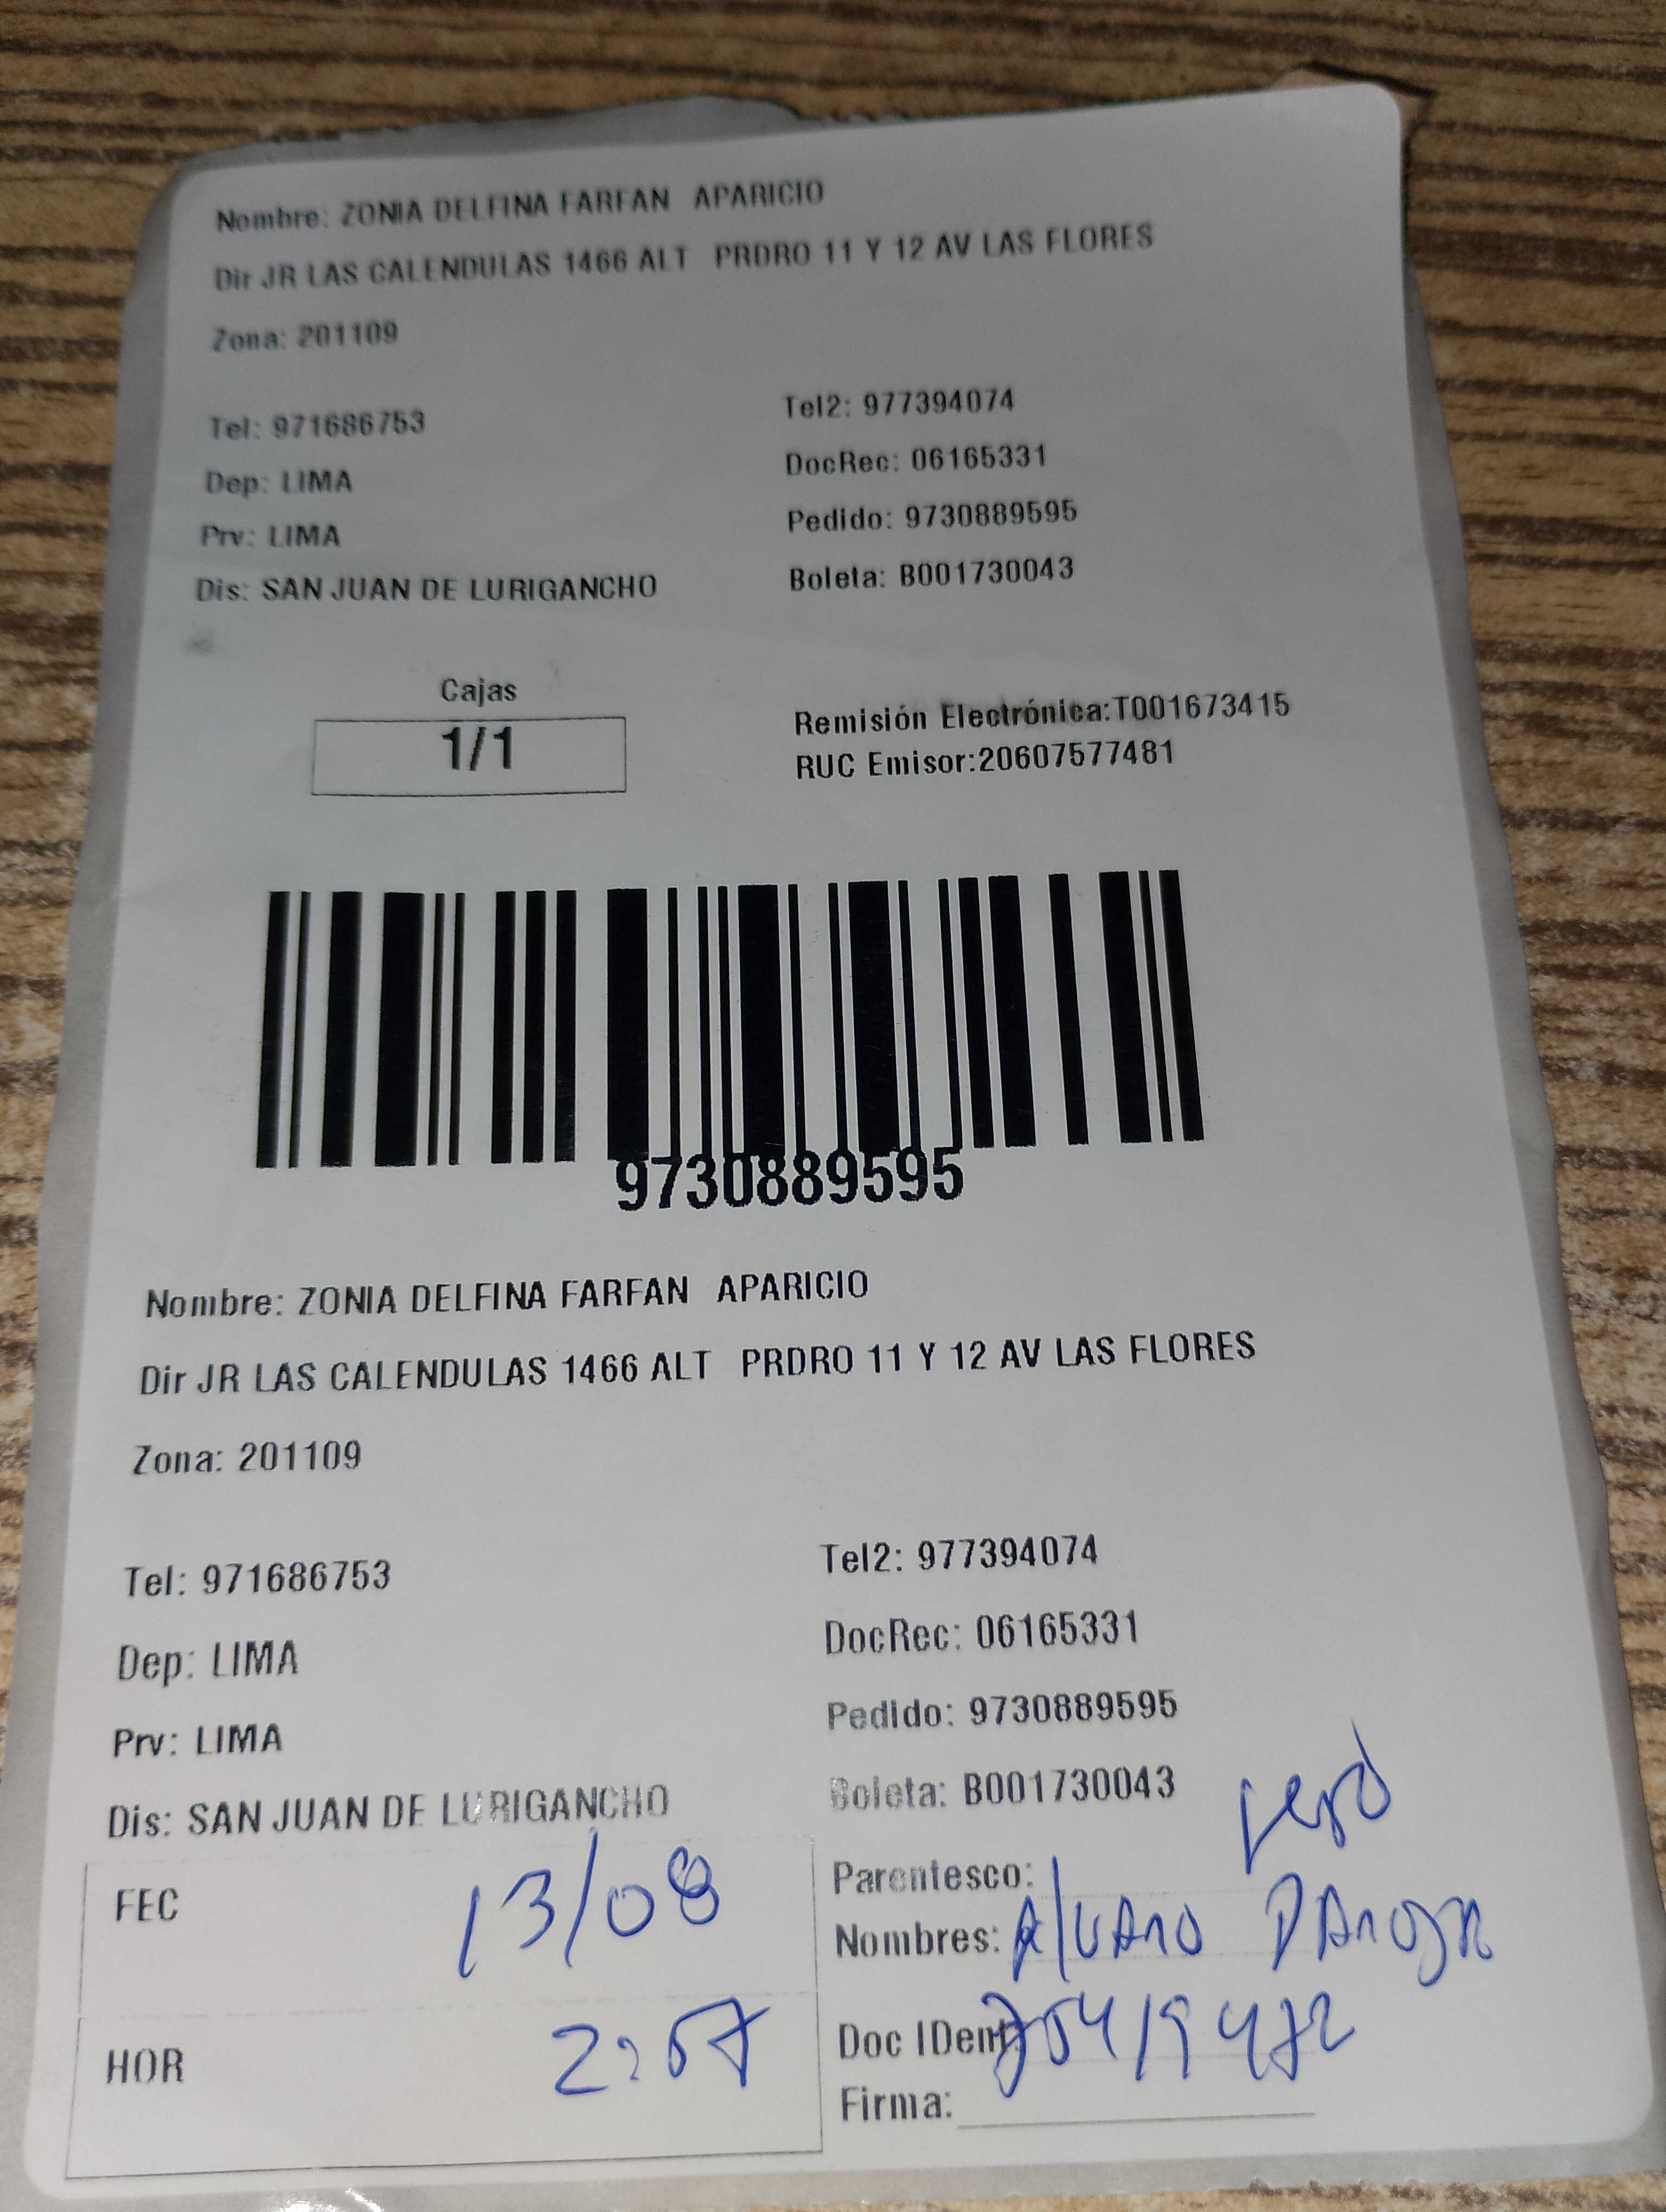 Nombre: ZONIA DELFINA FARFAN APARICIO
Dir JR LAS CALENDULAS 1466 ALT PRDRO 11 Y 12 AV LAS FLORES
Zona: 201109
Tel: 971686753 Tel2: 977394074
Dep: LIMA DocRec: 06165331
Prv: LIMA Pedido: 9730889595
Dis: SAN JUAN DE LURIGANCHO Boleta: B001730043
Cajas
1/1
Remisión Electrónica:T001673415
RUC Emisor:20607577481
9730889595
Nombre: ZONIA DELFINA FARFAN APARICIO
Dir JR LAS CALENDULAS 1466 ALT PRDRO 11 Y 12 AV LAS FLORES
Zona: 201109
Tel: 971686753 Tel2: 977394074
Dep: LIMA DocRec: 06165331
Prv: LIMA Pedido: 9730889595
Dis: SAN JUAN DE LURIGANCHO Boleta: B001730043
FEC 13/08
HOR 2:57
Parentesco:
Nombres: Alvaro
Doc IDent:
Firma: